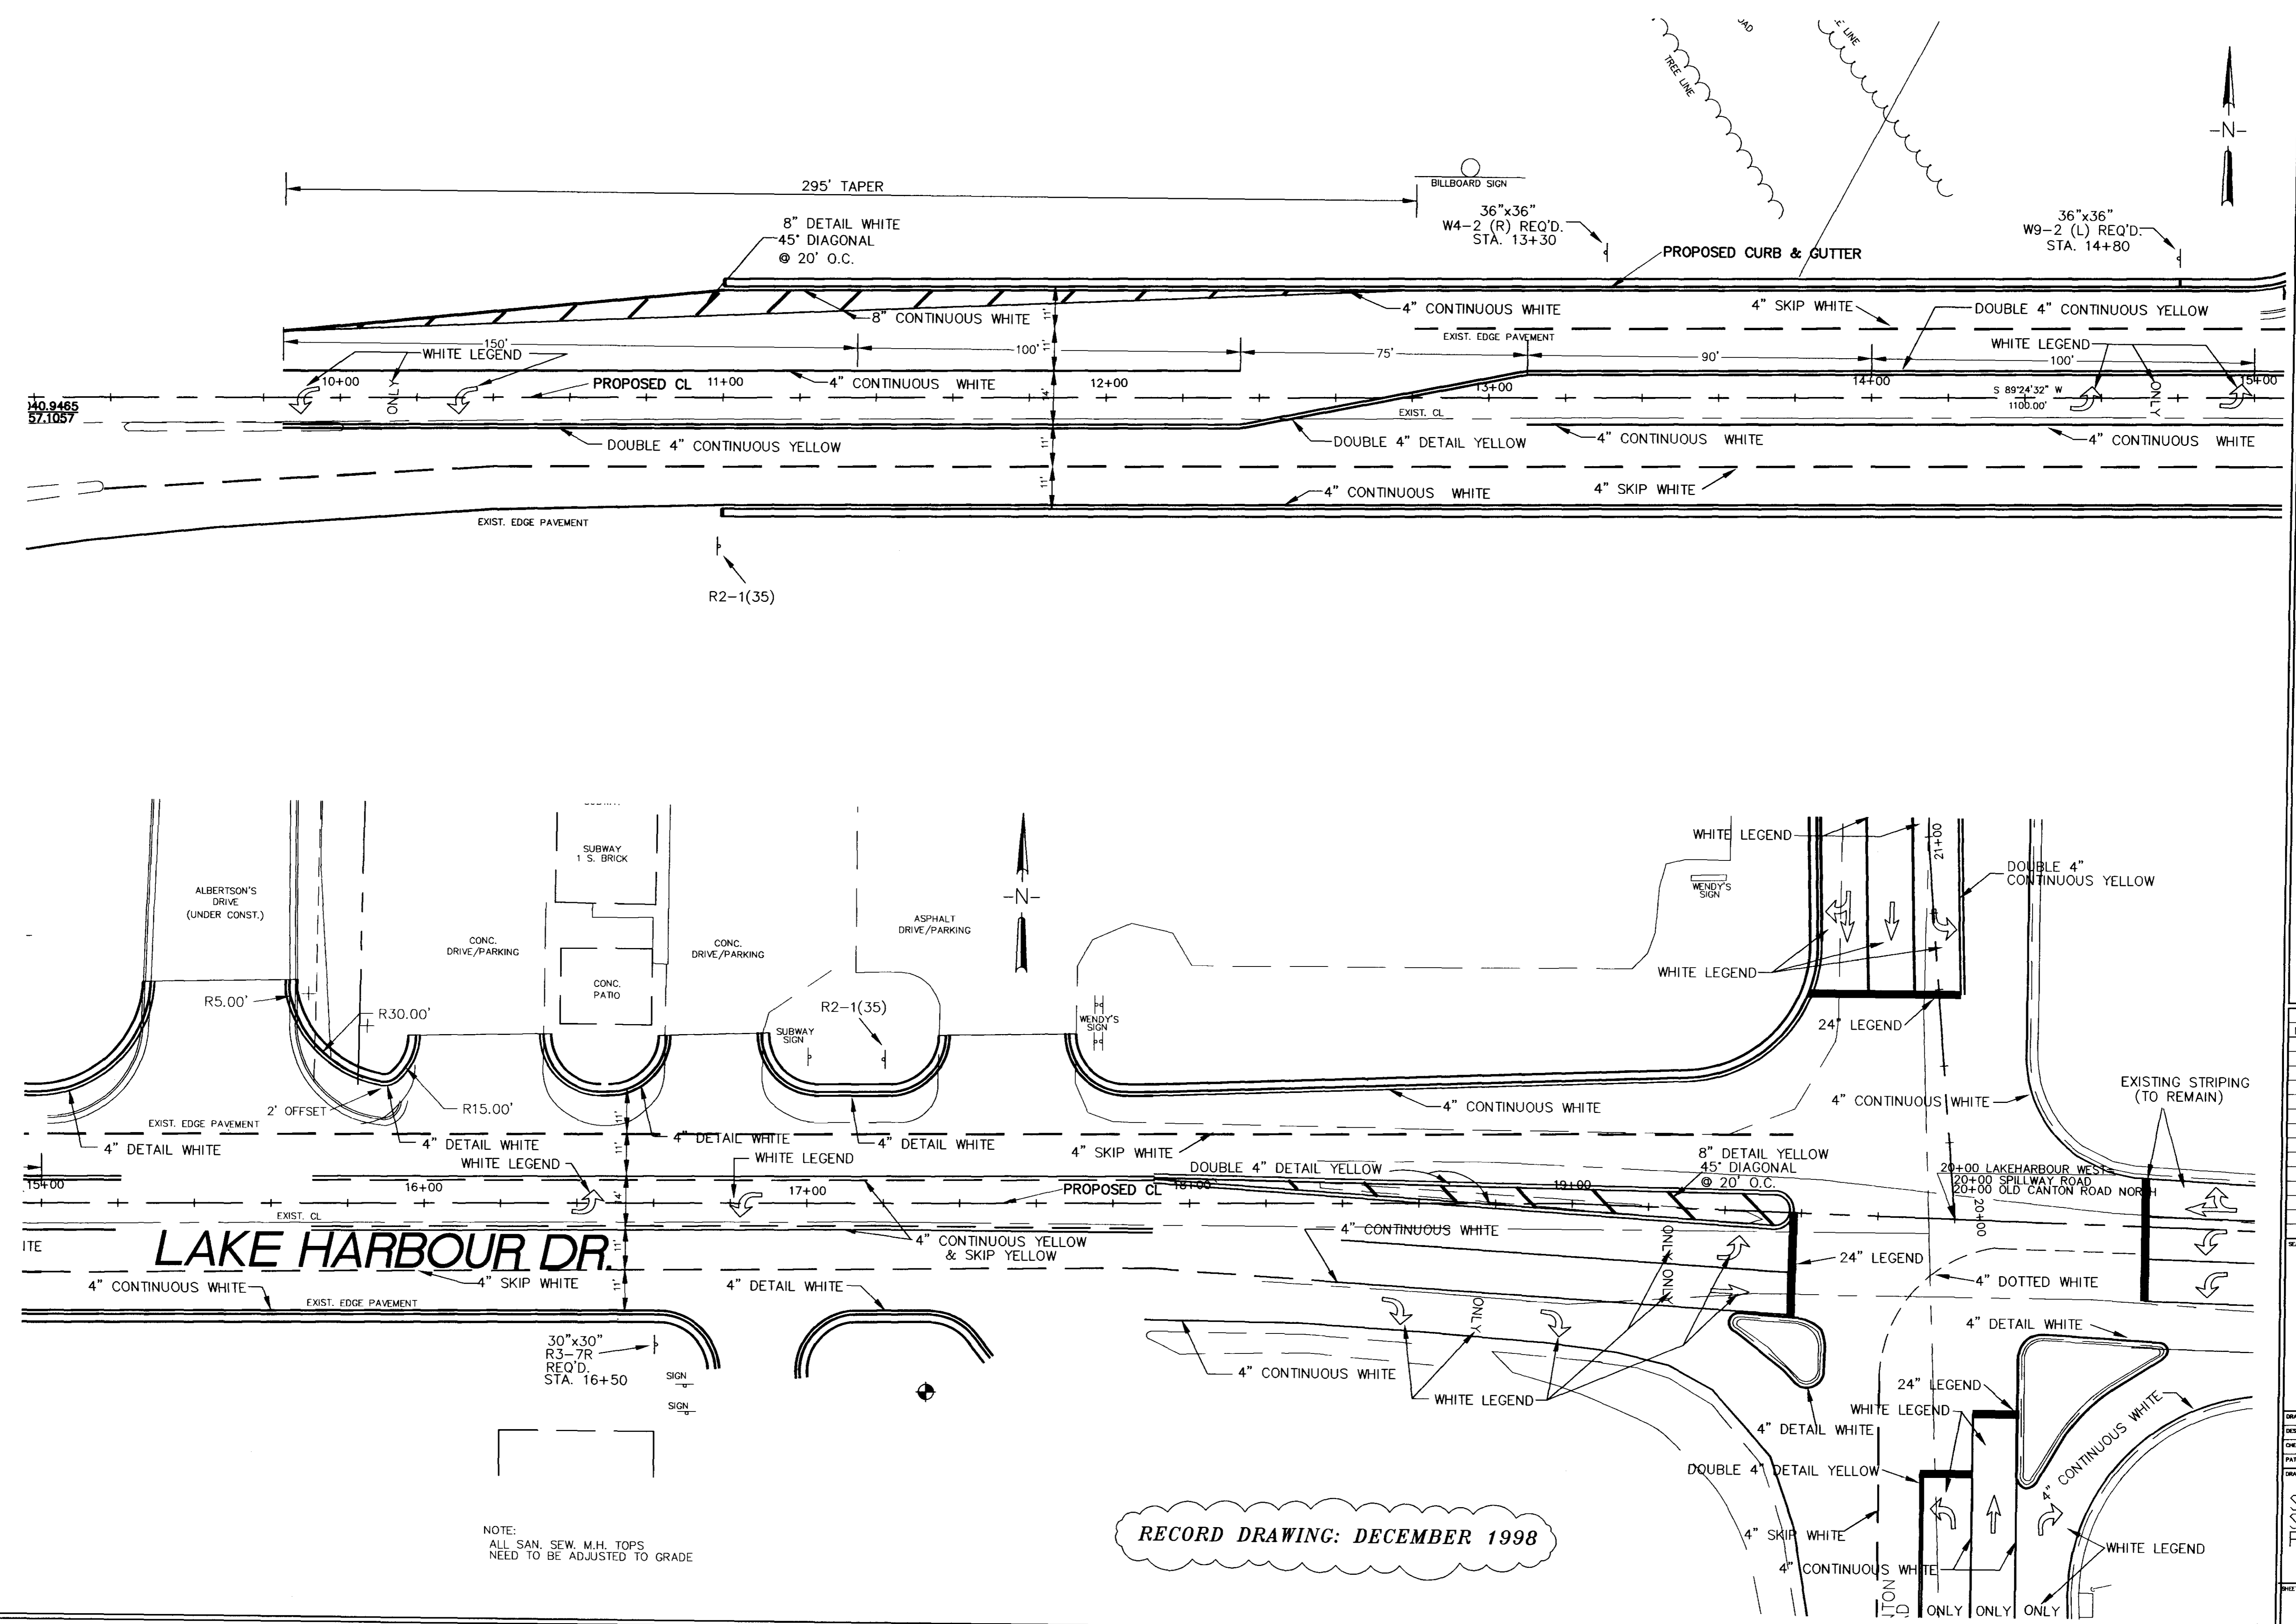 TREE LINE
-N-
295' TAPER
BILLBOARD SIGN
8" DETAIL WHITE
45° DIAGONAL
@ 20' O.C.
36"x36"
W4-2 (R) REQ'D.
STA. 13+30
36"x36"
W9-2 (L) REQ'D.
STA. 14+80
PROPOSED CURB & GUTTER
8" CONTINUOUS WHITE
11'
4" CONTINUOUS WHITE
4" SKIP WHITE
DOUBLE 4" CONTINUOUS YELLOW
EXIST. EDGE PAVEMENT
150'
WHITE LEGEND
100'
11'
75'
90'
WHITE LEGEND
100'
10+00
ONLY
PROPOSED CL
11+00
4" CONTINUOUS WHITE
12+00
14'
13+00
14+00
S 89°24'32" W
1100.00'
ONLY
15+00
40.9465
57.1057
EXIST. CL
DOUBLE 4" CONTINUOUS YELLOW
11'
DOUBLE 4" DETAIL YELLOW
4" CONTINUOUS WHITE
4" CONTINUOUS WHITE
11'
4" CONTINUOUS WHITE
4" SKIP WHITE
EXIST. EDGE PAVEMENT
R2-1(35)
ALBERTSON'S
DRIVE
(UNDER CONST.)
SUBWAY
1 S. BRICK
-N-
WHITE LEGEND
21+00
DOUBLE 4"
CONTINUOUS YELLOW
WENDY'S
SIGN
CONC.
DRIVE/PARKING
CONC.
DRIVE/PARKING
ASPHALT
DRIVE/PARKING
CONC.
PATIO
WHITE LEGEND
R5.00'
R30.00'
R2-1(35)
SUBWAY
SIGN
WENDY'S
SIGN
24" LEGEND
2' OFFSET
R15.00'
EXIST. EDGE PAVEMENT
11'
4" CONTINUOUS WHITE
4" CONTINUOUS WHITE
EXISTING STRIPING
(TO REMAIN)
4" DETAIL WHITE
4" DETAIL WHITE
4" DETAIL WHITE
4" DETAIL WHITE
11'
4" SKIP WHITE
WHITE LEGEND
WHITE LEGEND
DOUBLE 4" DETAIL YELLOW
8" DETAIL YELLOW
45° DIAGONAL
@ 20' O.C.
20+00 LAKEHARBOUR WEST
20+00 SPILLWAY ROAD
20+00 OLD CANTON ROAD NORTH
15+00
16+00
14'
17+00
PROPOSED CL
18+00
19+00
20+00
EXIST. CL
4" CONTINUOUS YELLOW
& SKIP YELLOW
4" CONTINUOUS WHITE
ONLY
ONLY
ITE
LAKE HARBOUR DR.
11'
24" LEGEND
4" CONTINUOUS WHITE
4" SKIP WHITE
11'
4" DETAIL WHITE
4" DOTTED WHITE
EXIST. EDGE PAVEMENT
ONLY
4" DETAIL WHITE
30"x30"
R3-7R
REQ'D.
STA. 16+50
SIGN
SIGN
4" CONTINUOUS WHITE
WHITE LEGEND
24" LEGEND
WHITE LEGEND
4" DETAIL WHITE
4" CONTINUOUS WHITE
DOUBLE 4" DETAIL YELLOW
NOTE:
ALL SAN. SEW. M.H. TOPS
NEED TO BE ADJUSTED TO GRADE
RECORD DRAWING: DECEMBER 1998
4" SKIP WHITE
4" CONTINUOUS WHITE
WHITE LEGEND
ONLY
ONLY
ONLY